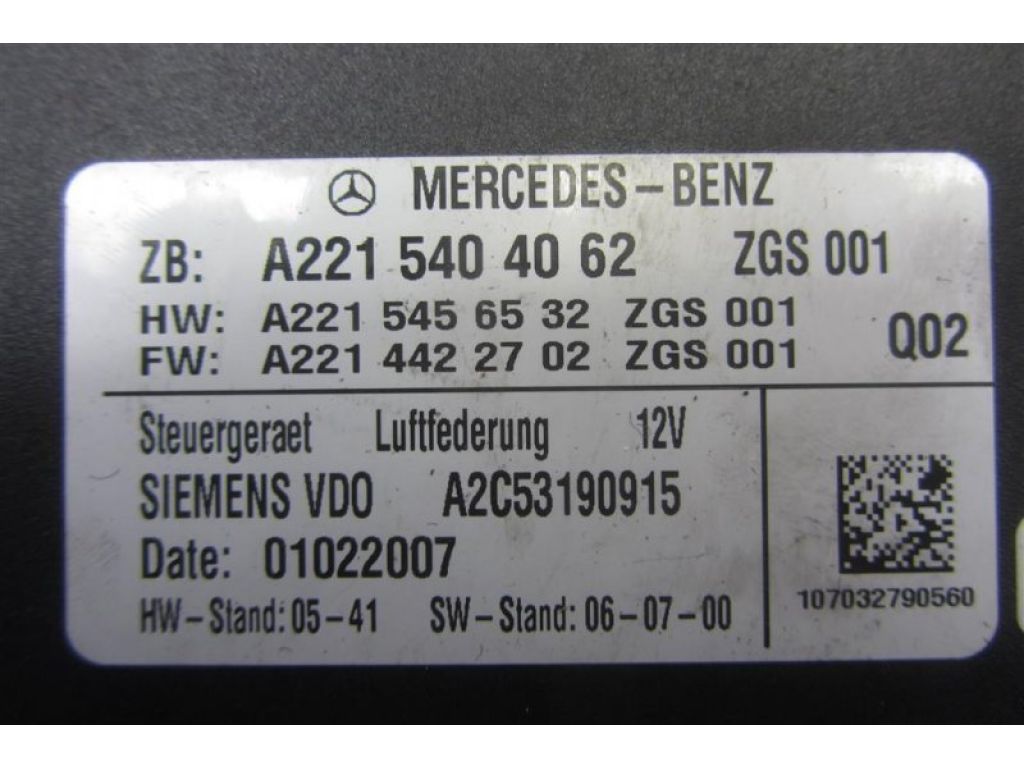 MERCEDES-BENZ
ZB: A221 540 40 62 ZGS 001
HW: A221 545 65 32 ZGS 001
FW: A221 442 27 02 ZGS 001
Q02
Steuergeraet Luftfederung 12V
SIEMENS VDO A2C53190915
Date: 01022007
HW-Stand: 05-41 SW-Stand: 06-07-00
107032790560